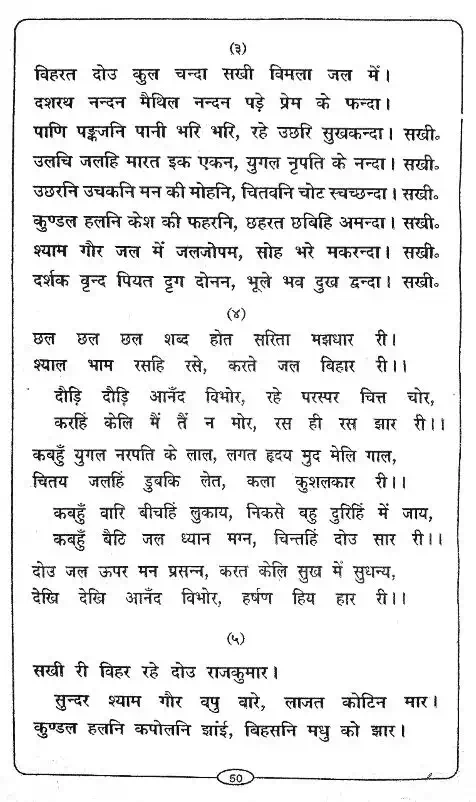 (३)
विहरत दोउ कुल चन्दा सखी विमला जल में।
दशरथ नन्दन मैथिल नन्दन पड़े प्रेम के फन्दा।
पाणि पङ्कजनि पानी भरि भरि, रहे उछरि सुखकन्दा। सखी॰
उलचि जलहि मारत इक एकन, युगल नृपति के नन्दा। सखी॰
उछरनि उचकनि मन की मोहनि, चितवनि चोट स्वच्छन्दा। सखी॰
कुण्डल हलनि केश की फहरनि, छहरत छबिहि अमन्दा। सखी॰
श्याम गौर जल में जलजोपम, सोह भरे मकरन्दा। सखी॰
दर्शक वृन्द पियत दृग दोनन, भूले भव दुख द्वन्दा। सखी॰
(४)
छल छल छल शब्द होत सरिता मझधार री।
श्याल भाम रसहि रसे, करते जल बिहार री।।
दौड़ि दौड़ि आनँद विभोर, रहे परस्पर चित्त चोर,
करहिं केलि मैं तैं न मोर, रस ही रस झार री।।
कबहुँ युगल नरपति के लाल, लगत हृदय मुद मेलि गाल,
चितय जलहिं डुबकि लेत, कला कुशलकार री।।
कबहुँ वारि बीचहिं लुकाय, निकसे बहु दुरिहिं में जाय,
कबहुँ बैटि जल ध्यान मग्न, चिन्तहिं दोउ सार री।।
दोउ जल ऊपर मन प्रसन्न, करत केलि सुख में सुधन्य,
देखि देखि आनँद विभोर, हर्षण हिय हार री।।
(५)
सखी री विहर रहे दोउ राजकुमार।
सुन्दर श्याम गौर वपु बारे, लाजत कोटिन मार।
कुण्डल हलनि कपोलनि झांई, बिहसनि मधु को झार।
50